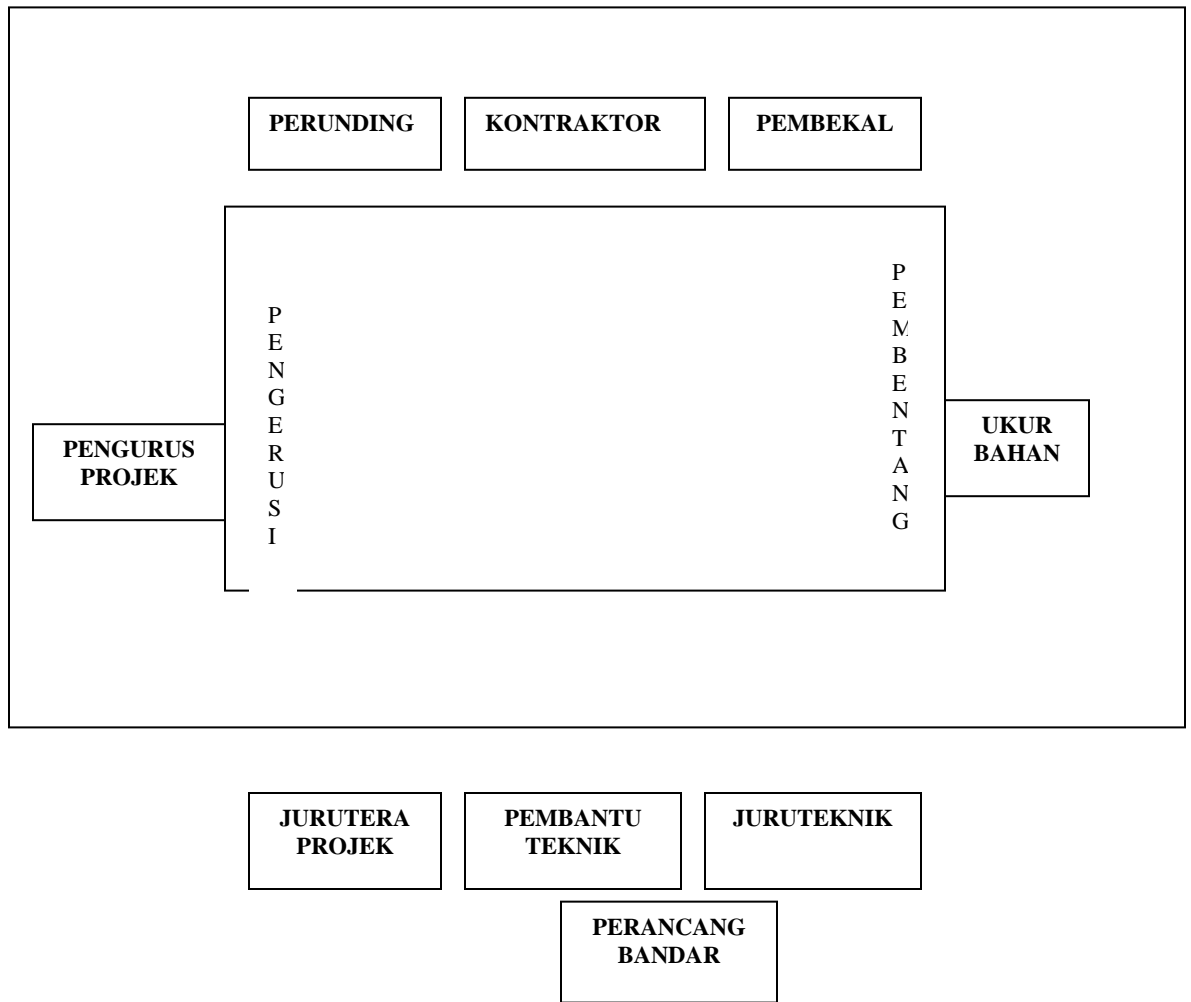 PERUNDING
KONTRAKTOR
PEMBEKAL
PENGERUSI
PEMBENTANG
PENGURUS
PROJEK
UKUR
BAHAN
JURUTERA
PROJEK
PEMBANTU
TEKNIK
JURUTEKNIK
PERANCANG
BANDAR